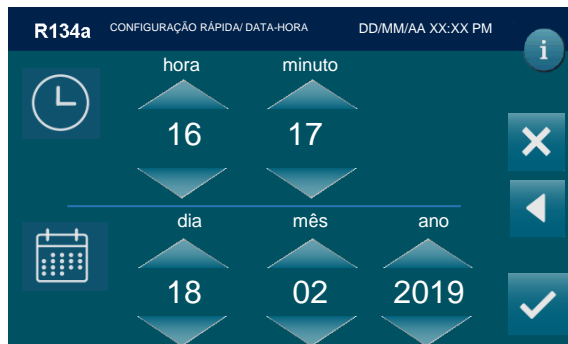 R134a CONFIGURAÇÃO RÁPIDA/ DATA-HORA DD/MM/AA XX:XX PM
i
hora minuto
16 17
dia mês ano
18 02 2019